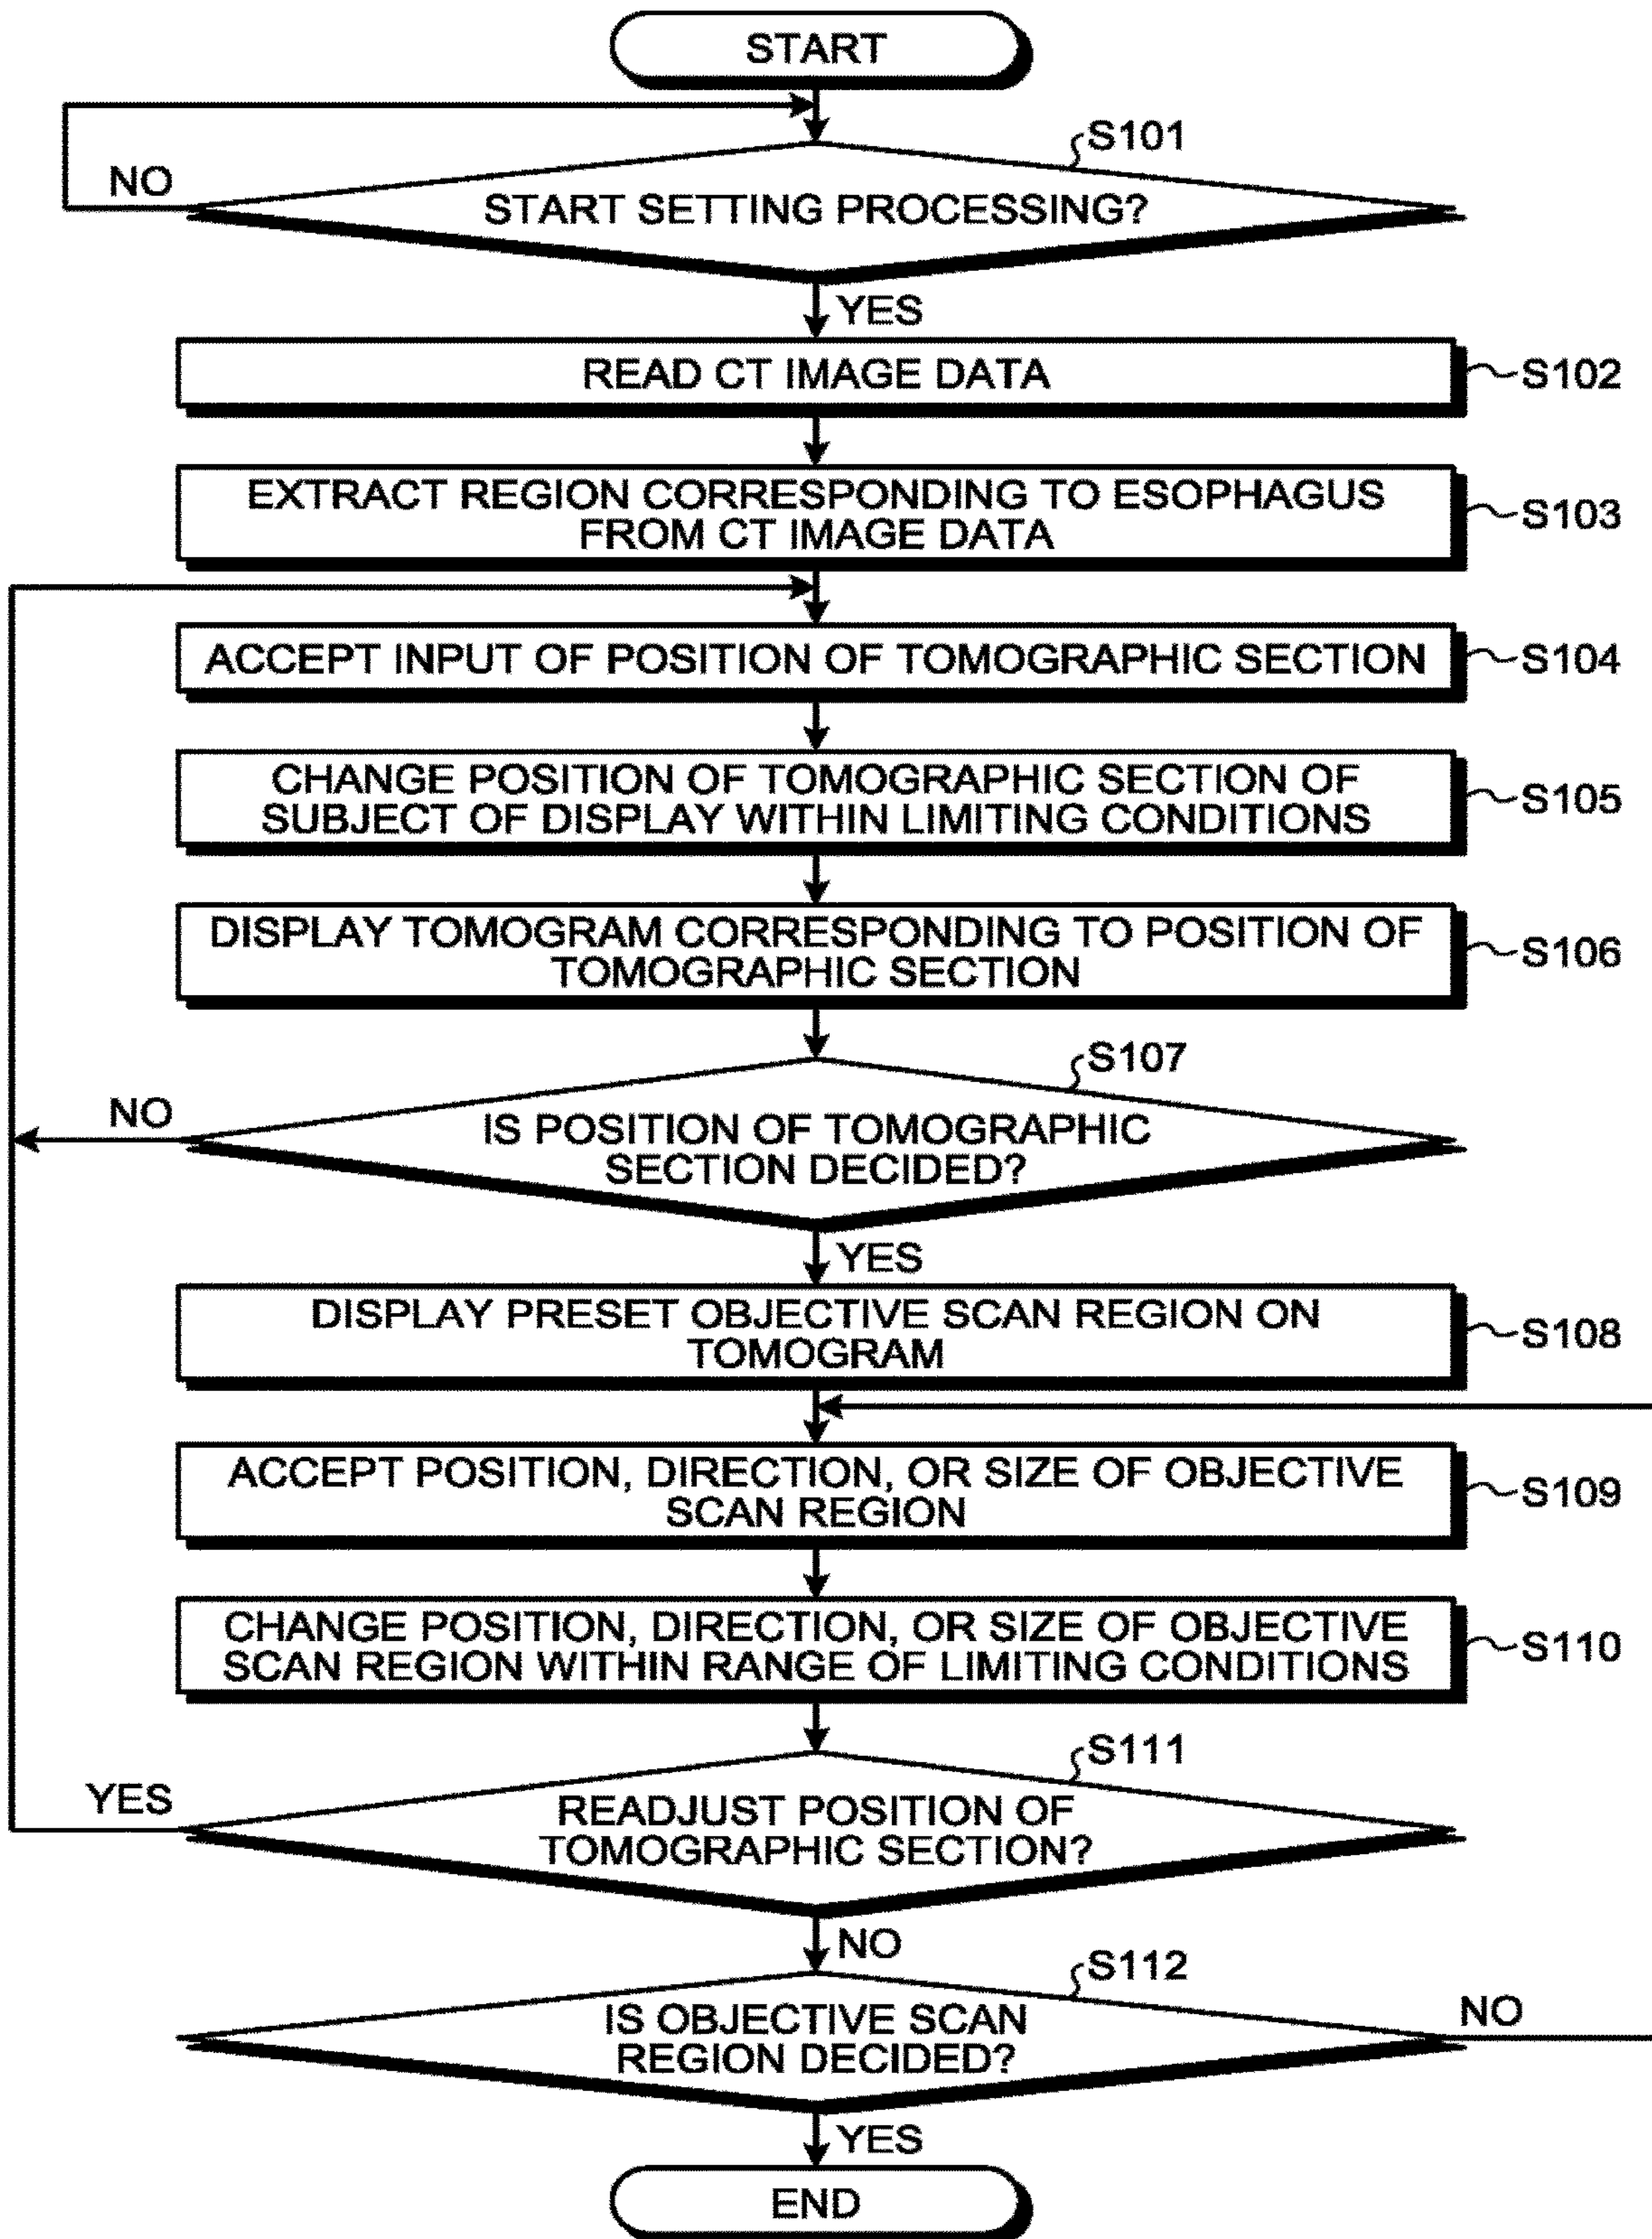 START
S101
NO
START SETTING PROCESSING?
YES
READ CT IMAGE DATA
S102
EXTRACT REGION CORRESPONDING TO ESOPHAGUS
FROM CT IMAGE DATA
S103
ACCEPT INPUT OF POSITION OF TOMOGRAPHIC SECTION
S104
CHANGE POSITION OF TOMOGRAPHIC SECTION OF
SUBJECT OF DISPLAY WITHIN LIMITING CONDITIONS
S105
DISPLAY TOMOGRAM CORRESPONDING TO POSITION OF
TOMOGRAPHIC SECTION
S106
S107
NO
IS POSITION OF TOMOGRAPHIC
SECTION DECIDED?
YES
DISPLAY PRESET OBJECTIVE SCAN REGION ON
TOMOGRAM
S108
ACCEPT POSITION, DIRECTION, OR SIZE OF OBJECTIVE
SCAN REGION
S109
CHANGE POSITION, DIRECTION, OR SIZE OF OBJECTIVE
SCAN REGION WITHIN RANGE OF LIMITING CONDITIONS
S110
S111
YES
READJUST POSITION OF
TOMOGRAPHIC SECTION?
NO
S112
IS OBJECTIVE SCAN
REGION DECIDED?
NO
YES
END